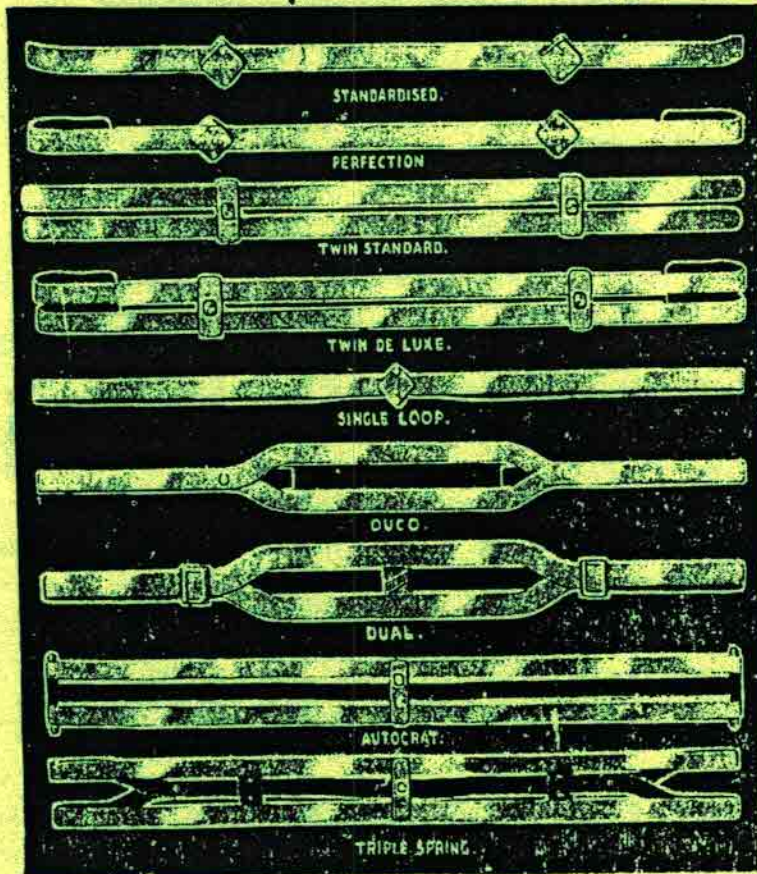 STANDARDISED.
PERFECTION
TWIN STANDARD.
TWIN DE LUXE.
SINGLE LOOP.
DUCO.
DUAL.
AUTOCRAT.
TRIPLE SPRING.